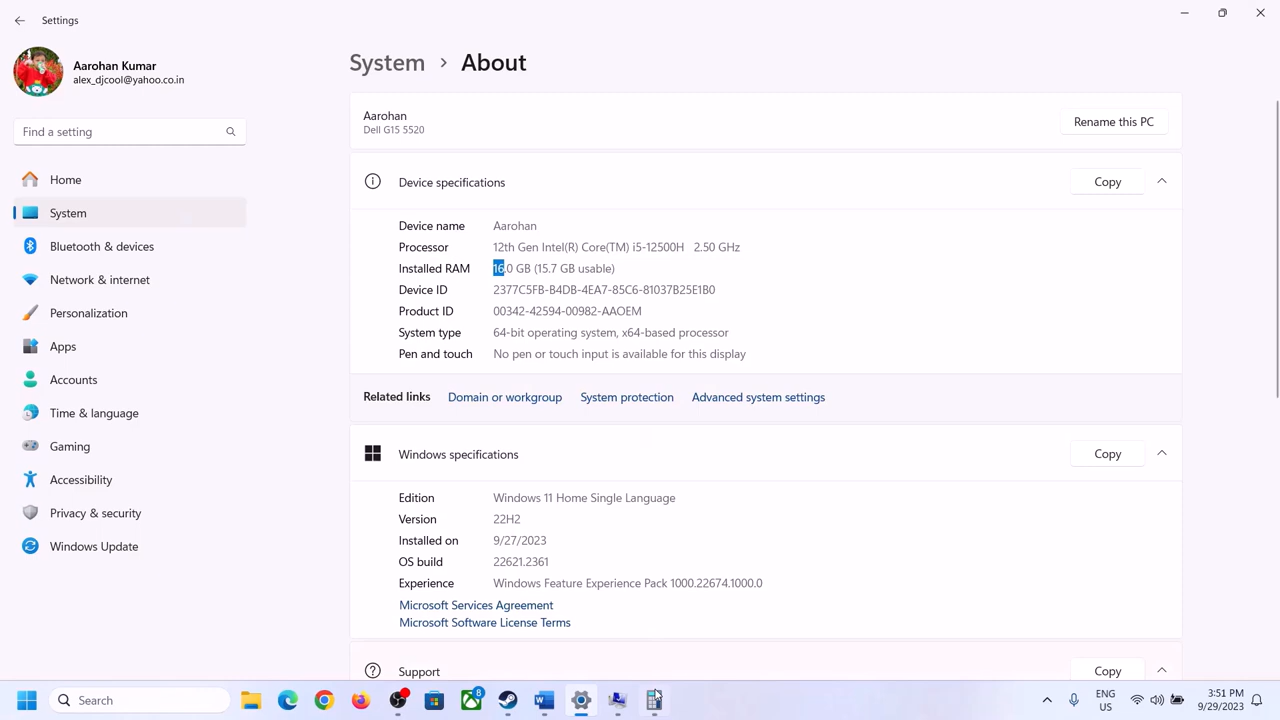 Settings
Aarohan Kumar
alex_djcool@yahoo.co.in
Find a setting
Home
System
Bluetooth & devices
Network & internet
Personalization
Apps
Accounts
Time & language
Gaming
Accessibility
Privacy & security
Windows Update
System > About
Aarohan
Dell G15 5520
Rename this PC
Device specifications
Copy
Device name Aarohan
Processor 12th Gen Intel(R) Core(TM) i5-12500H 2.50 GHz
Installed RAM 16.0 GB (15.7 GB usable)
Device ID 2377C5FB-B4DB-4EA7-85C6-81037B25E1B0
Product ID 00342-42594-00982-AAOEM
System type 64-bit operating system, x64-based processor
Pen and touch No pen or touch input is available for this display
Related links Domain or workgroup System protection Advanced system settings
Windows specifications
Copy
Edition Windows 11 Home Single Language
Version 22H2
Installed on 9/27/2023
OS build 22621.2361
Experience Windows Feature Experience Pack 1000.22674.1000.0
Microsoft Services Agreement
Microsoft Software License Terms
Support
Copy
Search
8
ENG
IN
3:51 PM
9/29/2023